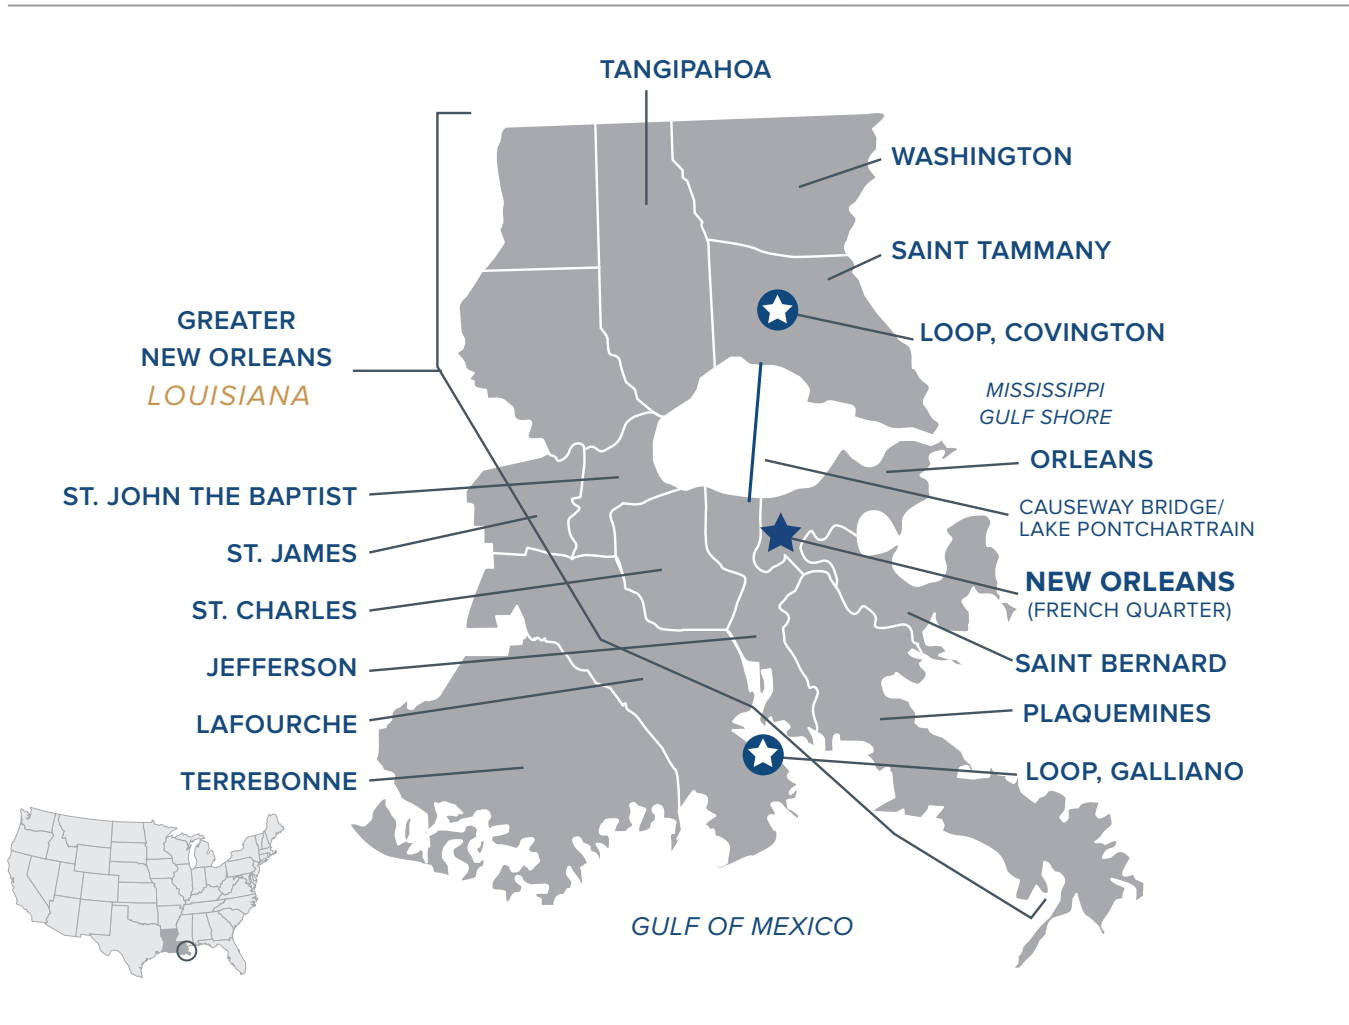 TANGIPAHOA
WASHINGTON
SAINT TAMMANY
LOOP, COVINGTON
GREATER
NEW ORLEANS
LOUISIANA
MISSISSIPPI
GULF SHORE
ORLEANS
ST. JOHN THE BAPTIST
CAUSEWAY BRIDGE/
LAKE PONTCHARTRAIN
ST. JAMES
NEW ORLEANS
(FRENCH QUARTER)
ST. CHARLES
JEFFERSON
SAINT BERNARD
LAFOURCHE
PLAQUEMINES
TERREBONNE
LOOP, GALLIANO
GULF OF MEXICO